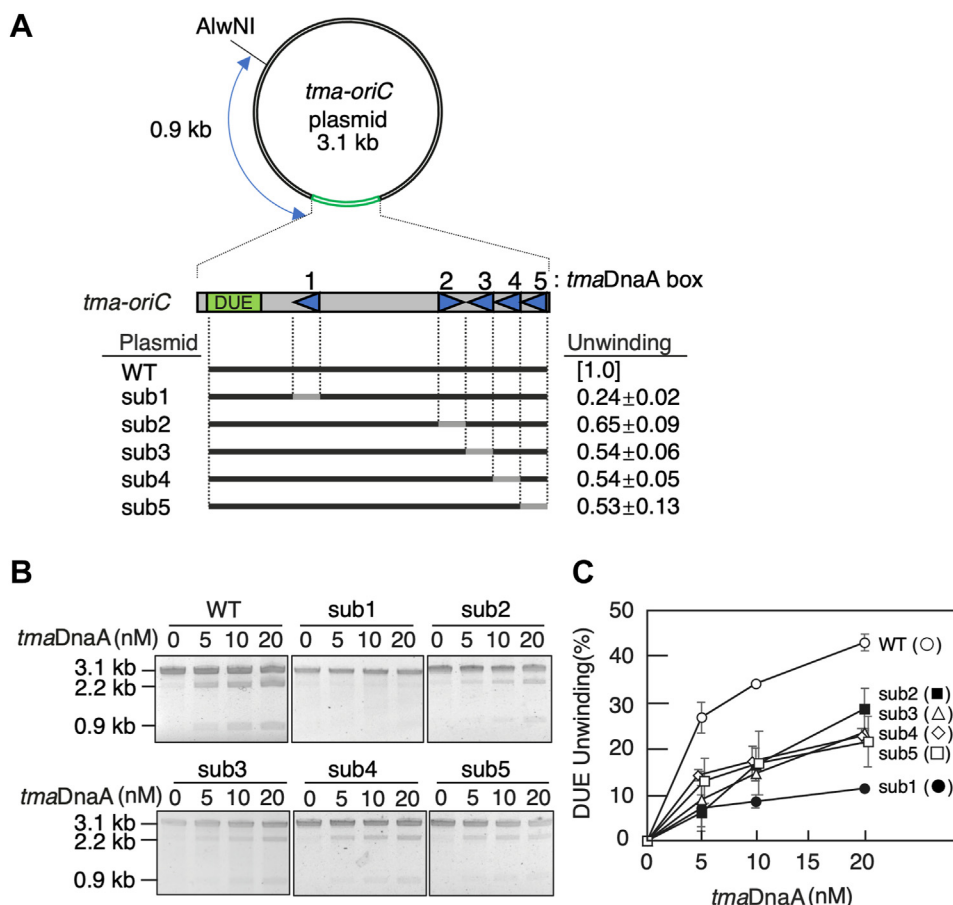 A
AlwNI
0.9 kb
tma-oriC
plasmid
3.1 kb
1 2 3 4 5 : tmaDnaA box
tma-oriC
DUE
Plasmid Unwinding
WT [1.0]
sub1 0.24±0.02
sub2 0.65±0.09
sub3 0.54±0.06
sub4 0.54±0.05
sub5 0.53±0.13
B
WT sub1 sub2
tmaDnaA (nM) 0 5 10 20 0 5 10 20 0 5 10 20
3.1 kb
2.2 kb
0.9 kb
sub3 sub4 sub5
tmaDnaA (nM) 0 5 10 20 0 5 10 20 0 5 10 20
3.1 kb
2.2 kb
0.9 kb
C
DUE Unwinding(%)
50
40
30
20
10
0
WT (○)
sub2 (■)
sub3 (△)
sub4 (◇)
sub5 (□)
sub1 (●)
0 5 10 15 20
tmaDnaA (nM)